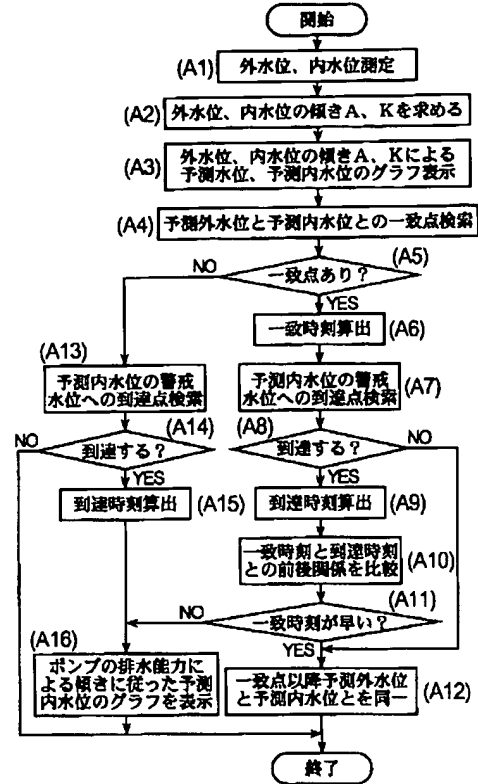 開始
(A1)
外水位、内水位測定
(A2)
外水位、内水位の傾きA、Kを求める
(A3)
外水位、内水位の傾きA、Kによる
予測水位、予測内水位のグラフ表示
(A4)
予測外水位と予測内水位との一致点検索
(A5)
一致点あり?
NO
YES
一致時刻算出
(A6)
(A13)
予測内水位の警戒
水位への到達点検索
予測内水位の警戒
水位への到達点検索
(A7)
(A14)
NO
到達する?
YES
(A8)
到達する?
NO
YES
到達時刻算出
(A15)
到達時刻算出
(A9)
一致時刻と到達時刻
との前後関係を比較
(A10)
(A11)
NO
一致時刻が早い?
YES
(A16)
ポンプの排水能力に
よる傾きに従った予測
内水位のグラフを表示
一致点以降予測外水位
と予測内水位とを同一
(A12)
終了